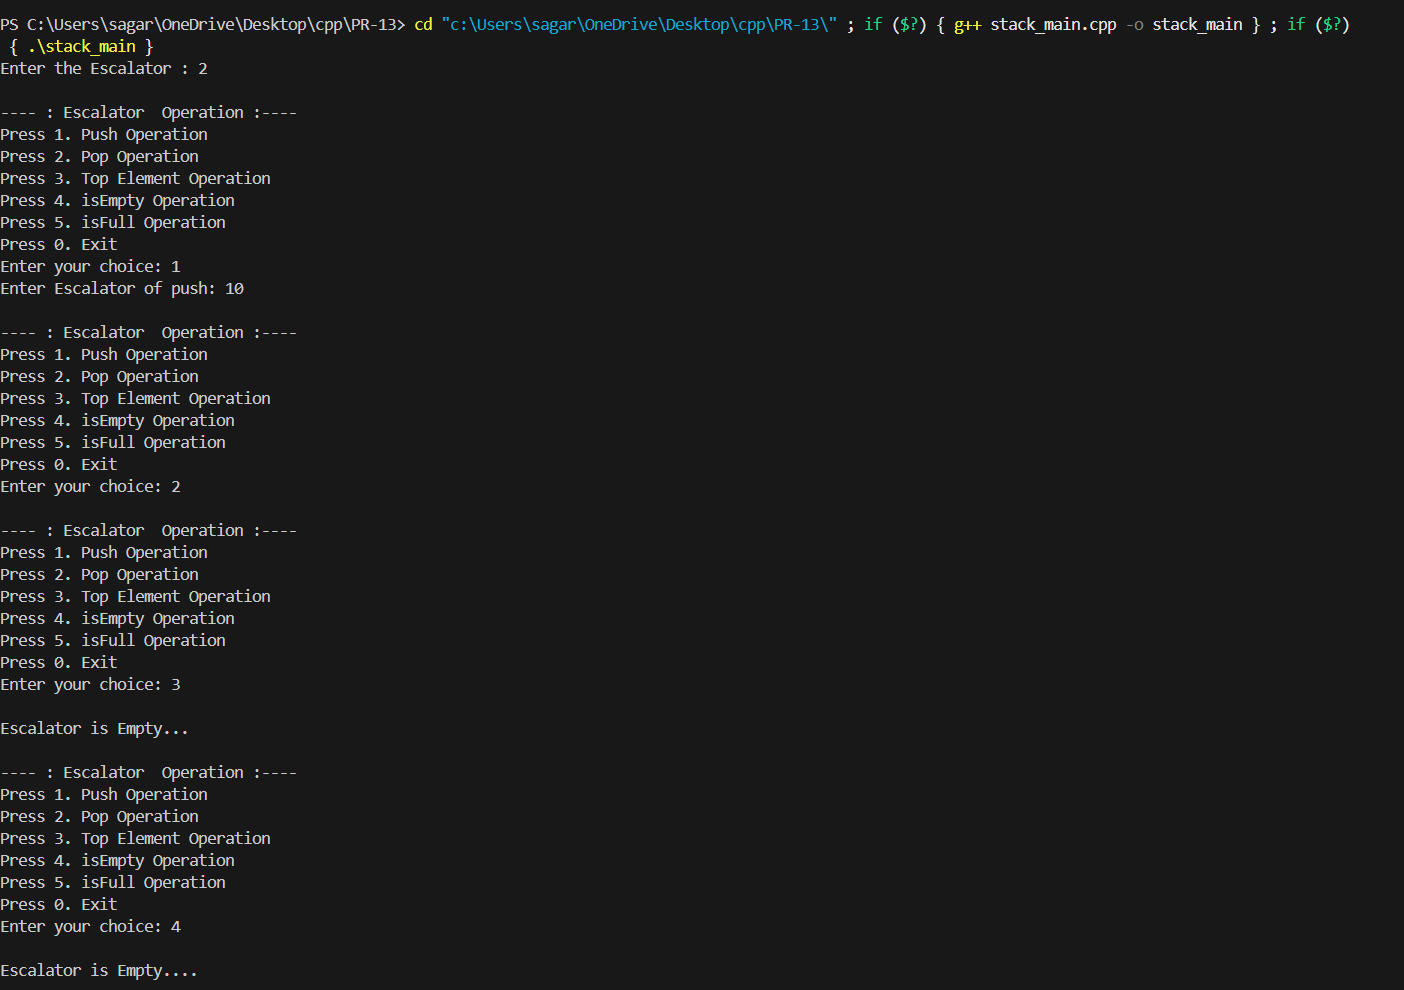 PS C:\Users\sagar\OneDrive\Desktop\cpp\PR-13> cd "c:\Users\sagar\OneDrive\Desktop\cpp\PR-13\" ; if ($?) { g++ stack_main.cpp -o stack_main } ; if ($?)
 { .\stack_main }
Enter the Escalator : 2
---- : Escalator  Operation :----
Press 1. Push Operation
Press 2. Pop Operation
Press 3. Top Element Operation
Press 4. isEmpty Operation
Press 5. isFull Operation
Press 0. Exit
Enter your choice: 1
Enter Escalator of push: 10
---- : Escalator  Operation :----
Press 1. Push Operation
Press 2. Pop Operation
Press 3. Top Element Operation
Press 4. isEmpty Operation
Press 5. isFull Operation
Press 0. Exit
Enter your choice: 2
---- : Escalator  Operation :----
Press 1. Push Operation
Press 2. Pop Operation
Press 3. Top Element Operation
Press 4. isEmpty Operation
Press 5. isFull Operation
Press 0. Exit
Enter your choice: 3
Escalator is Empty...
---- : Escalator  Operation :----
Press 1. Push Operation
Press 2. Pop Operation
Press 3. Top Element Operation
Press 4. isEmpty Operation
Press 5. isFull Operation
Press 0. Exit
Enter your choice: 4
Escalator is Empty....